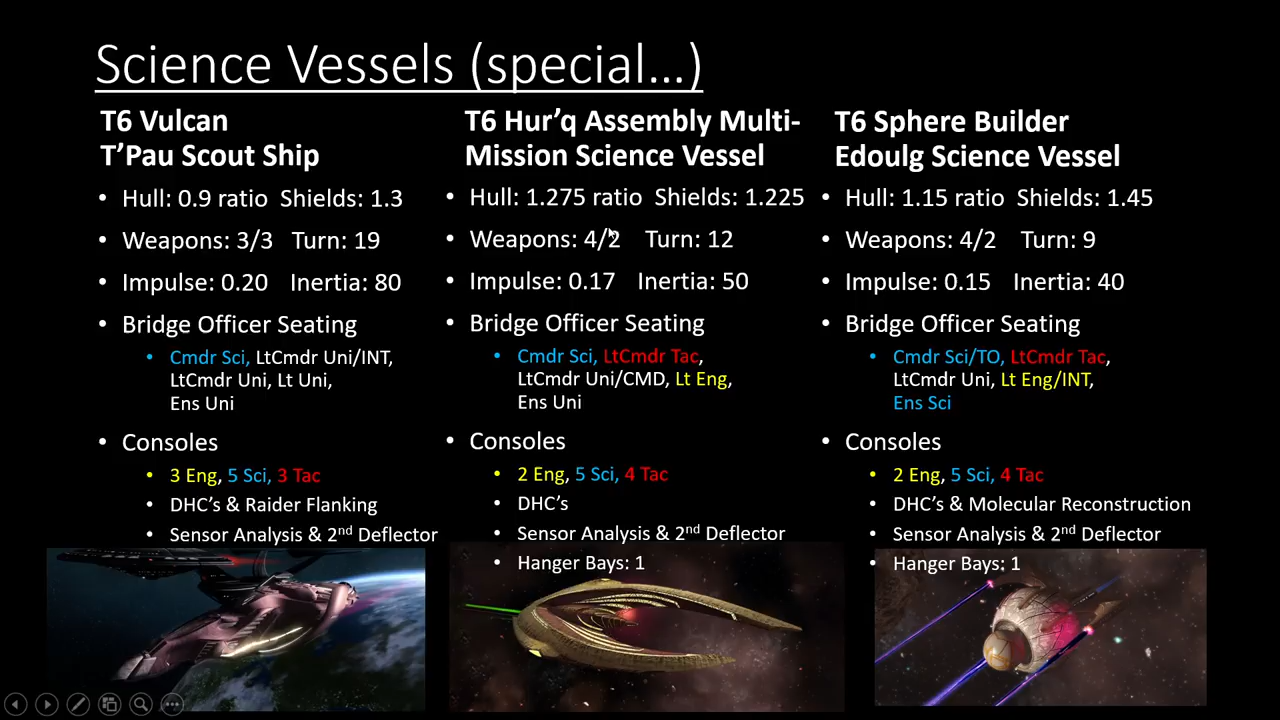 Science Vessels (special...)
T6 Vulcan
T'Pau Scout Ship
• Hull: 0.9 ratio Shields: 1.3
• Weapons: 3/3 Turn: 19
• Impulse: 0.20 Inertia: 80
• Bridge Officer Seating
• Cmdr Sci, LtCmdr Uni/INT,
LtCmdr Uni, Lt Uni,
Ens Uni
• Consoles
• 3 Eng, 5 Sci, 3 Tac
• DHC's & Raider Flanking
• Sensor Analysis & 2nd Deflector
T6 Hur'q Assembly Multi-
Mission Science Vessel
• Hull: 1.275 ratio Shields: 1.225
• Weapons: 4/2 Turn: 12
• Impulse: 0.17 Inertia: 50
• Bridge Officer Seating
• Cmdr Sci, LtCmdr Tac,
LtCmdr Uni/CMD, Lt Eng,
Ens Uni
• Consoles
• 2 Eng, 5 Sci, 4 Tac
• DHC's
• Sensor Analysis & 2nd Deflector
• Hanger Bays: 1
T6 Sphere Builder
Edoulg Science Vessel
• Hull: 1.15 ratio Shields: 1.45
• Weapons: 4/2 Turn: 9
• Impulse: 0.15 Inertia: 40
• Bridge Officer Seating
• Cmdr Sci/TO, LtCmdr Tac,
LtCmdr Uni, Lt Eng/INT,
Ens Sci
• Consoles
• 2 Eng, 5 Sci, 4 Tac
• DHC's & Molecular Reconstruction
• Sensor Analysis & 2nd Deflector
• Hanger Bays: 1